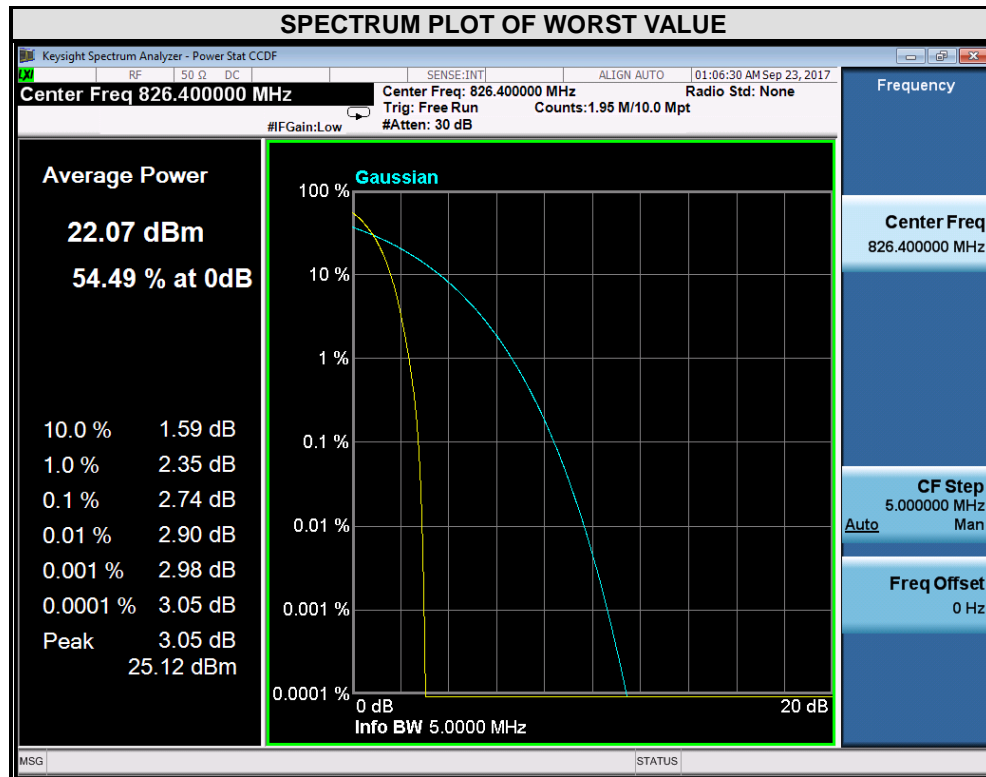 SPECTRUM PLOT OF WORST VALUE
Keysight Spectrum Analyzer - Power Stat CCDF
LXI RF 50 Ω DC SENSE:INT ALIGN AUTO 01:06:30 AM Sep 23, 2017
Center Freq 826.400000 MHz
Center Freq: 826.400000 MHz Radio Std: None
Trig: Free Run Counts:1.95 M/10.0 Mpt
#IFGain:Low #Atten: 30 dB
Average Power
22.07 dBm
54.49 % at 0dB
10.0 % 1.59 dB
1.0 % 2.35 dB
0.1 % 2.74 dB
0.01 % 2.90 dB
0.001 % 2.98 dB
0.0001 % 3.05 dB
Peak 3.05 dB
25.12 dBm
Gaussian
100 %
10 %
1 %
0.1 %
0.01 %
0.001 %
0.0001 %
0 dB 20 dB
Info BW 5.0000 MHz
Frequency
Center Freq
826.400000 MHz
CF Step
5.000000 MHz
Auto Man
Freq Offset
0 Hz
MSG STATUS